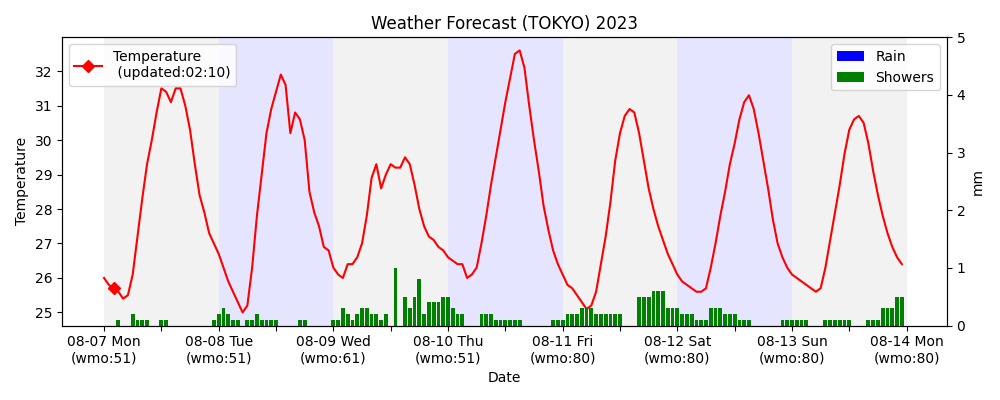 Weather Forecast (TOKYO) 2023
Temperature
(updated:02:10)
Rain
Showers
Temperature
32
31
30
29
28
27
26
25
5
4
3
2
1
0
mm
08-07 Mon
(wmo:51)
08-08 Tue
(wmo:51)
08-09 Wed
(wmo:61)
08-10 Thu
(wmo:51)
08-11 Fri
(wmo:80)
08-12 Sat
(wmo:80)
08-13 Sun
(wmo:80)
08-14 Mon
(wmo:80)
Date